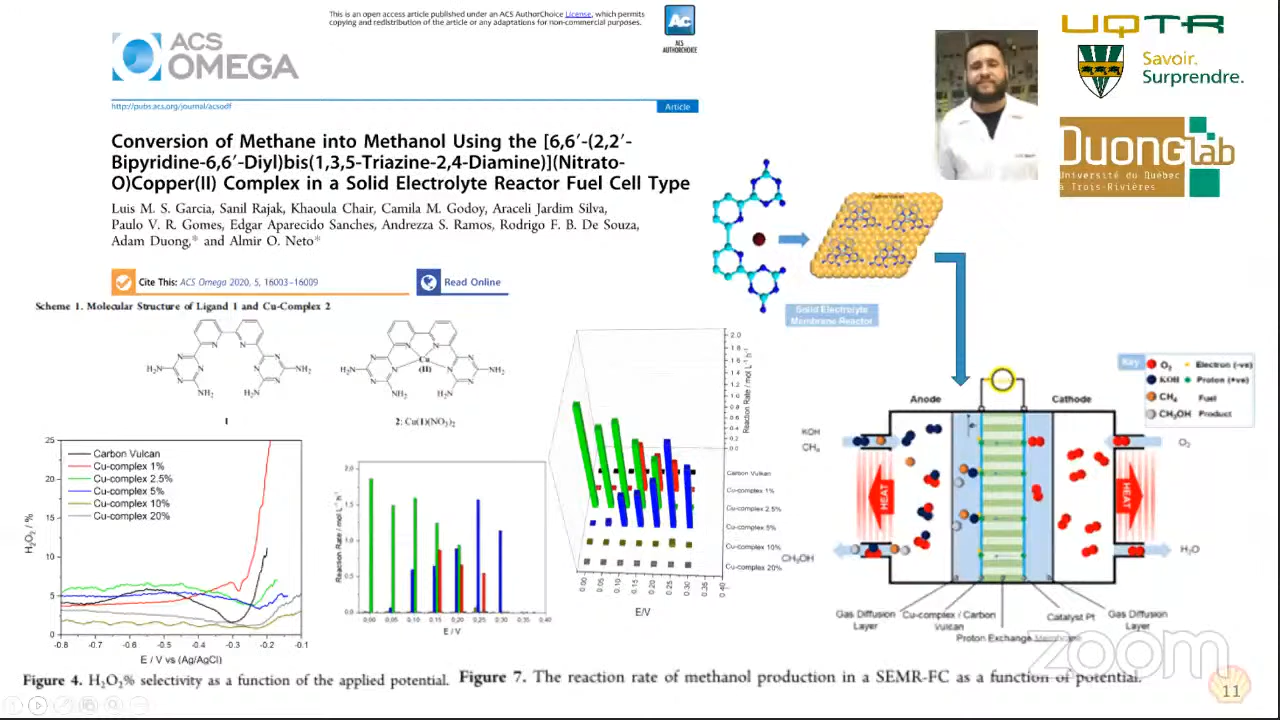 This is an open access article published under an ACS AuthorChoice License, which permits
copying and redistribution of the article or any adaptations for non-commercial purposes.
ACS
OMEGA
Ac
ACS
AUTHORCHOICE
http://pubs.acs.org/journal/acsodf
Article
Conversion of Methane into Methanol Using the [6,6′-(2,2′-
Bipyridine-6,6′-Diyl)bis(1,3,5-Triazine-2,4-Diamine)](Nitrato-
O)Copper(II) Complex in a Solid Electrolyte Reactor Fuel Cell Type
Luis M. S. Garcia, Sanil Rajak, Khaoula Chair, Camila M. Godoy, Araceli Jardim Silva,
Paulo V. R. Gomes, Edgar Aparecido Sanches, Andrezza S. Ramos, Rodrigo F. B. De Souza,
Adam Duong,* and Almir O. Neto*
Cite This: ACS Omega 2020, 5, 16003−16009
Read Online
UQTR
Savoir.
Surprendre.
DuongLab
Université du Québec
à Trois-Rivières
Carbon Vulcan
Solid Electrolyte
Membrane Reactor
Scheme 1. Molecular Structure of Ligand 1 and Cu-Complex 2
H₂N
NH₂
NH₂
H₂N
1
H₂N
NH₂
NH₂
H₂N
Cu
(II)
2: Cu(1)(NO₃)₂
25
20
15
10
5
0
H₂O₂ / %
Carbon Vulcan
Cu-complex 1%
Cu-complex 2.5%
Cu-complex 5%
Cu-complex 10%
Cu-complex 20%
-0.8 -0.7 -0.6 -0.5 -0.4 -0.3 -0.2 -0.1
E / V vs (Ag/AgCl)
Figure 4. H₂O₂% selectivity as a function of the applied potential.
2.0
1.5
1.0
0.5
0.0
Reaction Rate / mol L⁻¹ h⁻¹
0,00 0,05 0,10 0,15 0,20 0,25 0,30 0,35 0,40
E / V
2.0
1.8
1.6
1.4
1.2
1.0
0.8
0.6
0.4
0.2
0.0
Reaction Rate / mol L⁻¹ h⁻¹
Carbon Vulcan
Cu-complex 1%
Cu-complex 2.5%
Cu-complex 5%
Cu-complex 10%
Cu-complex 20%
0.00 0.05 0.10 0.15 0.20 0.25 0.30 0.35 0.40
E/V
Figure 7. The reaction rate of methanol production in a SEMR-FC as a function of potential.
Key
O₂
Electron (-ve)
KOH
Proton (+ve)
CH₄
Fuel
CH₃OH
Product
Anode
Cathode
KOH
CH₄
O₂
e-
HEAT
HEAT
CH₃OH
H₂O
Gas Diffusion
Layer
Cu-complex / Carbon
Vulcan
Proton Exchange Membrane
Catalyst Pt
Gas Diffusion
Layer
zoom
11